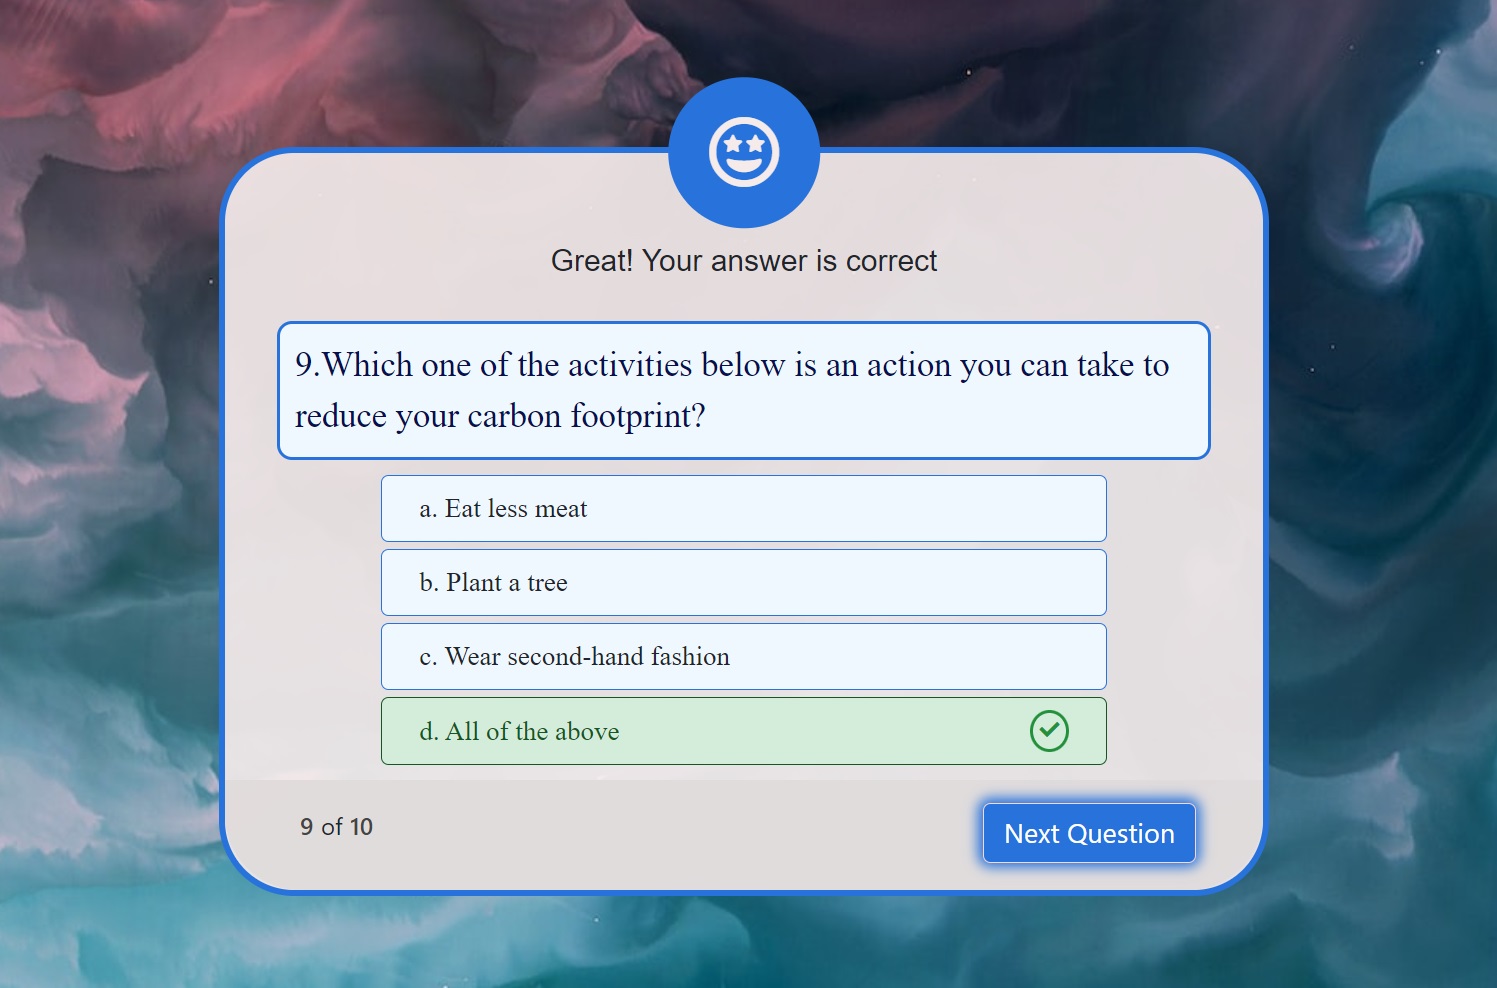 Great! Your answer is correct
9.Which one of the activities below is an action you can take to
reduce your carbon footprint?
a. Eat less meat
b. Plant a tree
c. Wear second-hand fashion
d. All of the above
9 of 10
Next Question